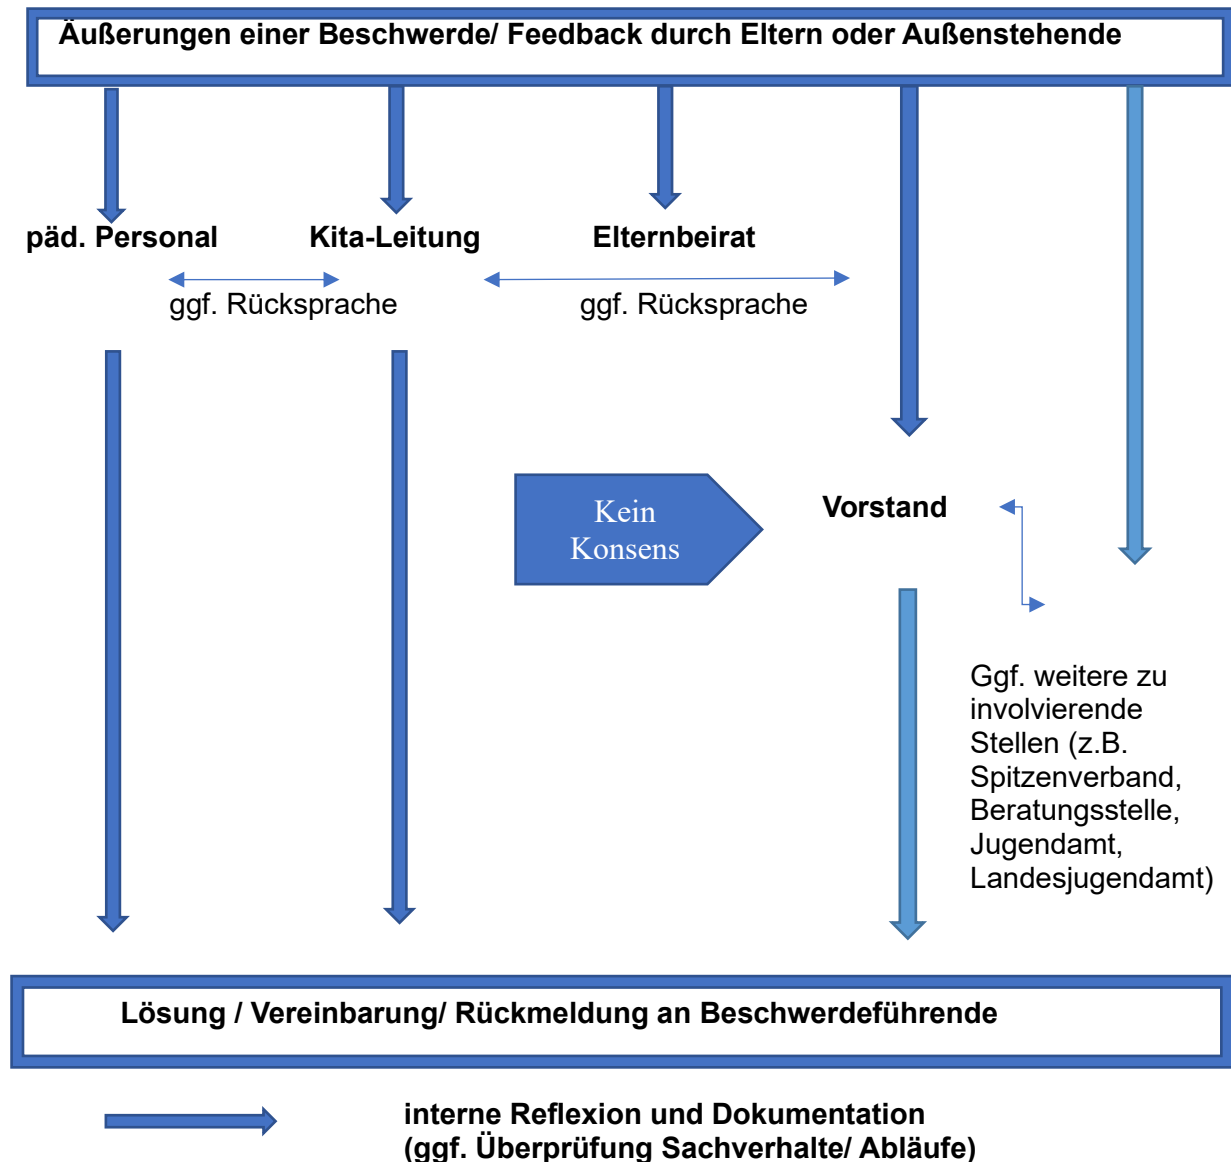 Äußerungen einer Beschwerde/ Feedback durch Eltern oder Außenstehende
päd. Personal
Kita-Leitung
Elternbeirat
ggf. Rücksprache
ggf. Rücksprache
Kein
Konsens
Vorstand
Ggf. weitere zu
involvierende
Stellen (z.B.
Spitzenverband,
Beratungsstelle,
Jugendamt,
Landesjugendamt)
Lösung / Vereinbarung/ Rückmeldung an Beschwerdeführende
interne Reflexion und Dokumentation
(ggf. Überprüfung Sachverhalte/ Abläufe)